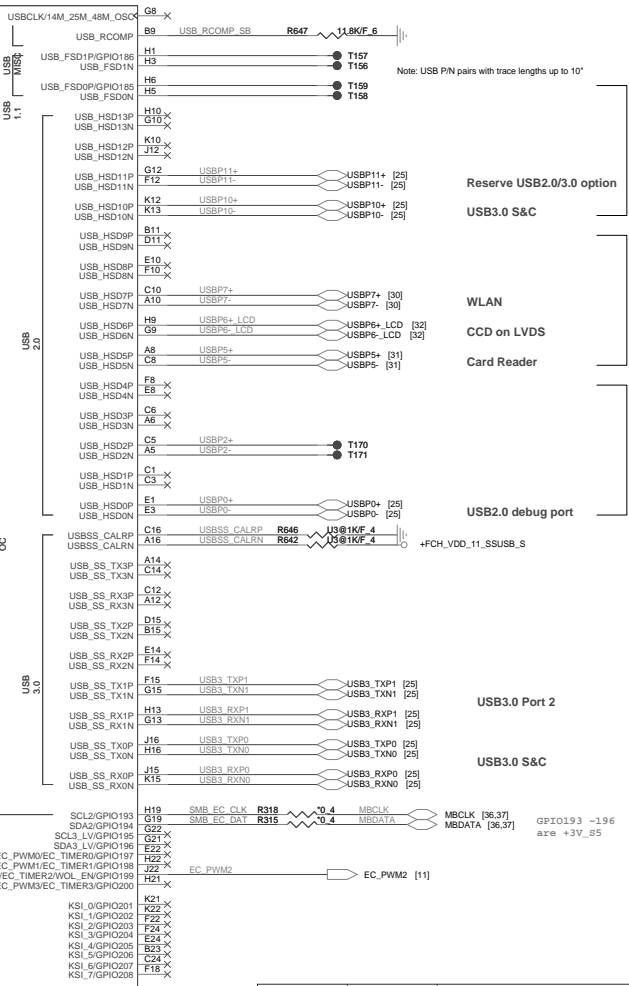 USBCLK/14M_25M_48M_OSC G8
USB_RCOMP B9 USB_RCOMP_SB R647 11.8K/F_6
USB MISC
USB_FSD1P/GPIO186 H1 T157
USB_FSD1N H3 T156
Note: USB P/N pairs with trace lengths up to 10"
USB_FSD0P/GPIO185 H6 T159
USB_FSD0N H5 T158
USB 1.1
USB_HSD13P H10
USB_HSD13N G10
USB_HSD12P K10
USB_HSD12N J12
USB_HSD11P G12 USBP11+ USBP11+ [25]
USB_HSD11N F12 USBP11- USBP11- [25]
Reserve USB2.0/3.0 option
USB_HSD10P K12 USBP10+ USBP10+ [25]
USB_HSD10N K13 USBP10- USBP10- [25]
USB3.0 S&C
USB_HSD9P B11
USB_HSD9N D11
USB_HSD8P E10
USB_HSD8N F10
USB_HSD7P C10 USBP7+ USBP7+ [30]
USB_HSD7N A10 USBP7- USBP7- [30]
WLAN
USB_HSD6P H9 USBP6+_LCD USBP6+_LCD [32]
USB_HSD6N G9 USBP6-_LCD USBP6-_LCD [32]
CCD on LVDS
USB 2.0
USB_HSD5P A8 USBP5+ USBP5+ [31]
USB_HSD5N C8 USBP5- USBP5- [31]
Card Reader
USB_HSD4P F8
USB_HSD4N E8
USB_HSD3P C6
USB_HSD3N A6
USB_HSD2P C5 USBP2+ T170
USB_HSD2N A5 USBP2- T171
USB_HSD1P C1
USB_HSD1N C3
USB_HSD0P E1 USBP0+ USBP0+ [25]
USB_HSD0N E3 USBP0- USBP0- [25]
USB2.0 debug port
USBSS_CALRP C16 USBSS_CALRP R646 U3@1K/F_4
USBSS_CALRN A16 USBSS_CALRN R642 U3@1K/F_4 +FCH_VDD_11_SSUSB_S
OC
USB_SS_TX3P A14
USB_SS_TX3N C14
USB_SS_RX3P C12
USB_SS_RX3N A12
USB_SS_TX2P D15
USB_SS_TX2N B15
USB_SS_RX2P E14
USB_SS_RX2N F14
USB 3.0
USB_SS_TX1P F15 USB3_TXP1 USB3_TXP1 [25]
USB_SS_TX1N G15 USB3_TXN1 USB3_TXN1 [25]
USB3.0 Port 2
USB_SS_RX1P H13 USB3_RXP1 USB3_RXP1 [25]
USB_SS_RX1N G13 USB3_RXN1 USB3_RXN1 [25]
USB_SS_TX0P J16 USB3_TXP0 USB3_TXP0 [25]
USB_SS_TX0N H16 USB3_TXN0 USB3_TXN0 [25]
USB3.0 S&C
USB_SS_RX0P J15 USB3_RXP0 USB3_RXP0 [25]
USB_SS_RX0N K15 USB3_RXN0 USB3_RXN0 [25]
SCL2/GPIO193 H19 SMB_EC_CLK R318 *0_4 MBCLK MBCLK [36,37]
SDA2/GPIO194 G19 SMB_EC_DAT R315 *0_4 MBDATA MBDATA [36,37]
GPIO193 ~196
are +3V_S5
SCL3_LV/GPIO195 G22
SDA3_LV/GPIO196 G21
EC_PWM0/EC_TIMER0/GPIO197 E22
EC_PWM1/EC_TIMER1/GPIO198 H22
/EC_TIMER2/WOL_EN/GPIO199 J22 EC_PWM2 EC_PWM2 [11]
EC_PWM3/EC_TIMER3/GPIO200 H21
KSI_0/GPIO201 K21
KSI_1/GPIO202 K22
KSI_2/GPIO203 F22
KSI_3/GPIO204 F24
KSI_4/GPIO205 E24
KSI_5/GPIO206 B23
KSI_6/GPIO207 C24
KSI_7/GPIO208 F18